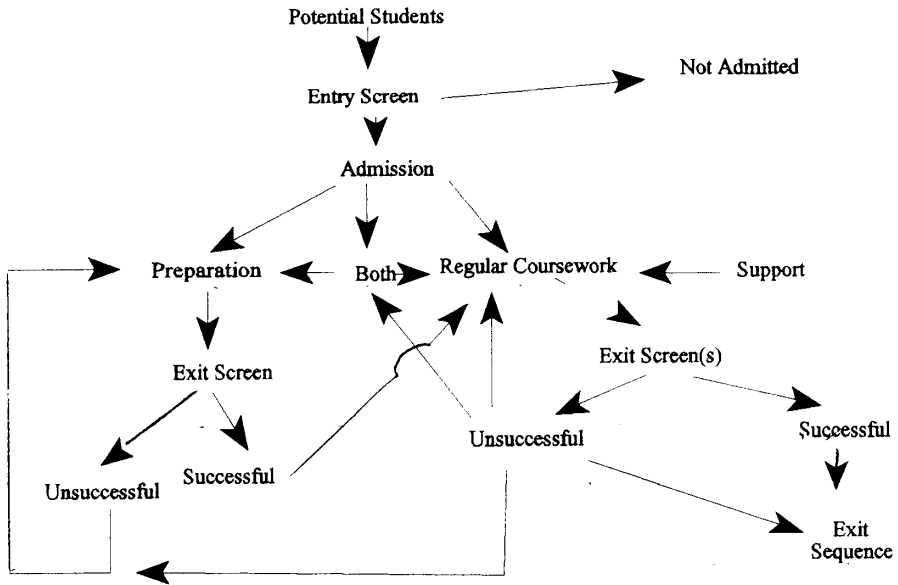 Potential Students
Not Admitted
Entry Screen
Admission
Preparation
Both
Regular Coursework
Support
Exit Screen(s)
Exit Screen
Successful
Unsuccessful
Successful
Unsuccessful
Exit
Sequence